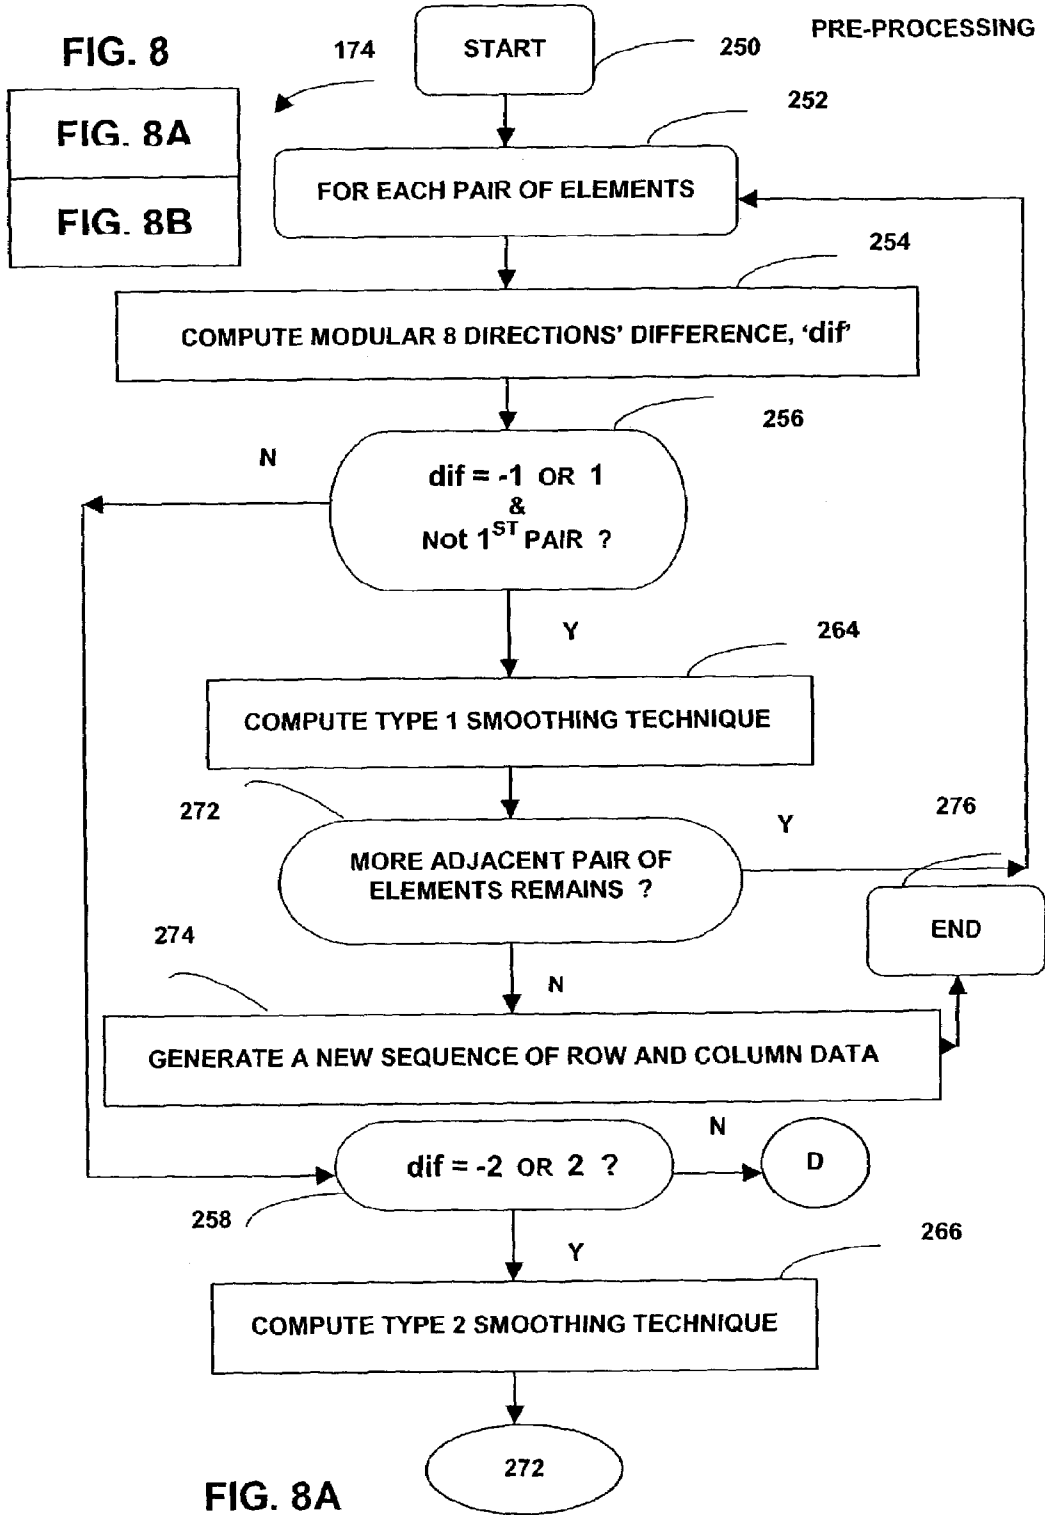 PRE-PROCESSING
FIG. 8
174
START
250
FIG. 8A
FIG. 8B
252
FOR EACH PAIR OF ELEMENTS
254
COMPUTE MODULAR 8 DIRECTIONS' DIFFERENCE, 'dif'
256
N
dif = -1 OR 1
&
Not 1ST PAIR ?
Y
264
COMPUTE TYPE 1 SMOOTHING TECHNIQUE
272
Y
276
MORE ADJACENT PAIR OF
ELEMENTS REMAINS ?
END
274
N
GENERATE A NEW SEQUENCE OF ROW AND COLUMN DATA
N
dif = -2 OR 2 ?
D
258
Y
266
COMPUTE TYPE 2 SMOOTHING TECHNIQUE
272
FIG. 8A